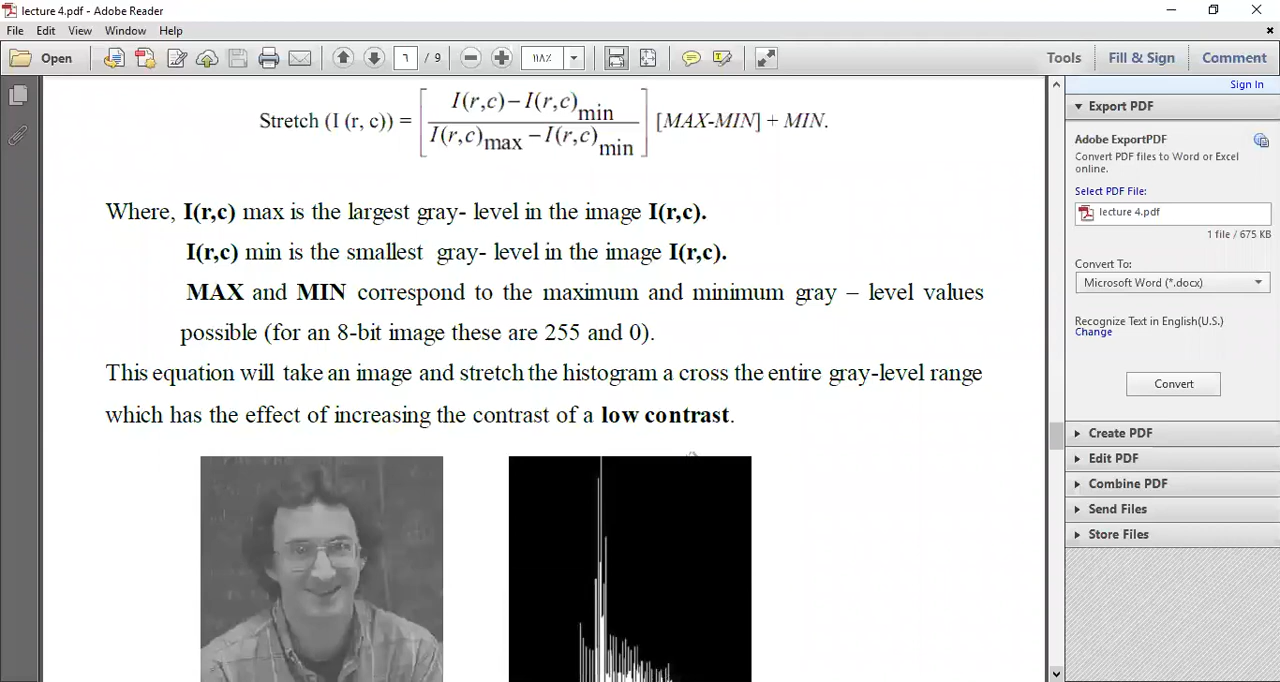 lecture 4.pdf - Adobe Reader
File Edit View Window Help
Open ٦ / 9 ١١٨٪ Tools Fill & Sign Comment
Stretch (I (r, c)) = [ I(r,c) − I(r,c)min / I(r,c)max − I(r,c)min ] [MAX-MIN] + MIN.
Where, I(r,c) max is the largest gray- level in the image I(r,c).
I(r,c) min is the smallest gray- level in the image I(r,c).
MAX and MIN correspond to the maximum and minimum gray – level values
possible (for an 8-bit image these are 255 and 0).
This equation will take an image and stretch the histogram a cross the entire gray-level range
which has the effect of increasing the contrast of a low contrast.
Sign In
Export PDF
Adobe ExportPDF
Convert PDF files to Word or Excel
online.
Select PDF File:
lecture 4.pdf
1 file / 675 KB
Convert To:
Microsoft Word (*.docx)
Recognize Text in English(U.S.)
Change
Convert
Create PDF
Edit PDF
Combine PDF
Send Files
Store Files